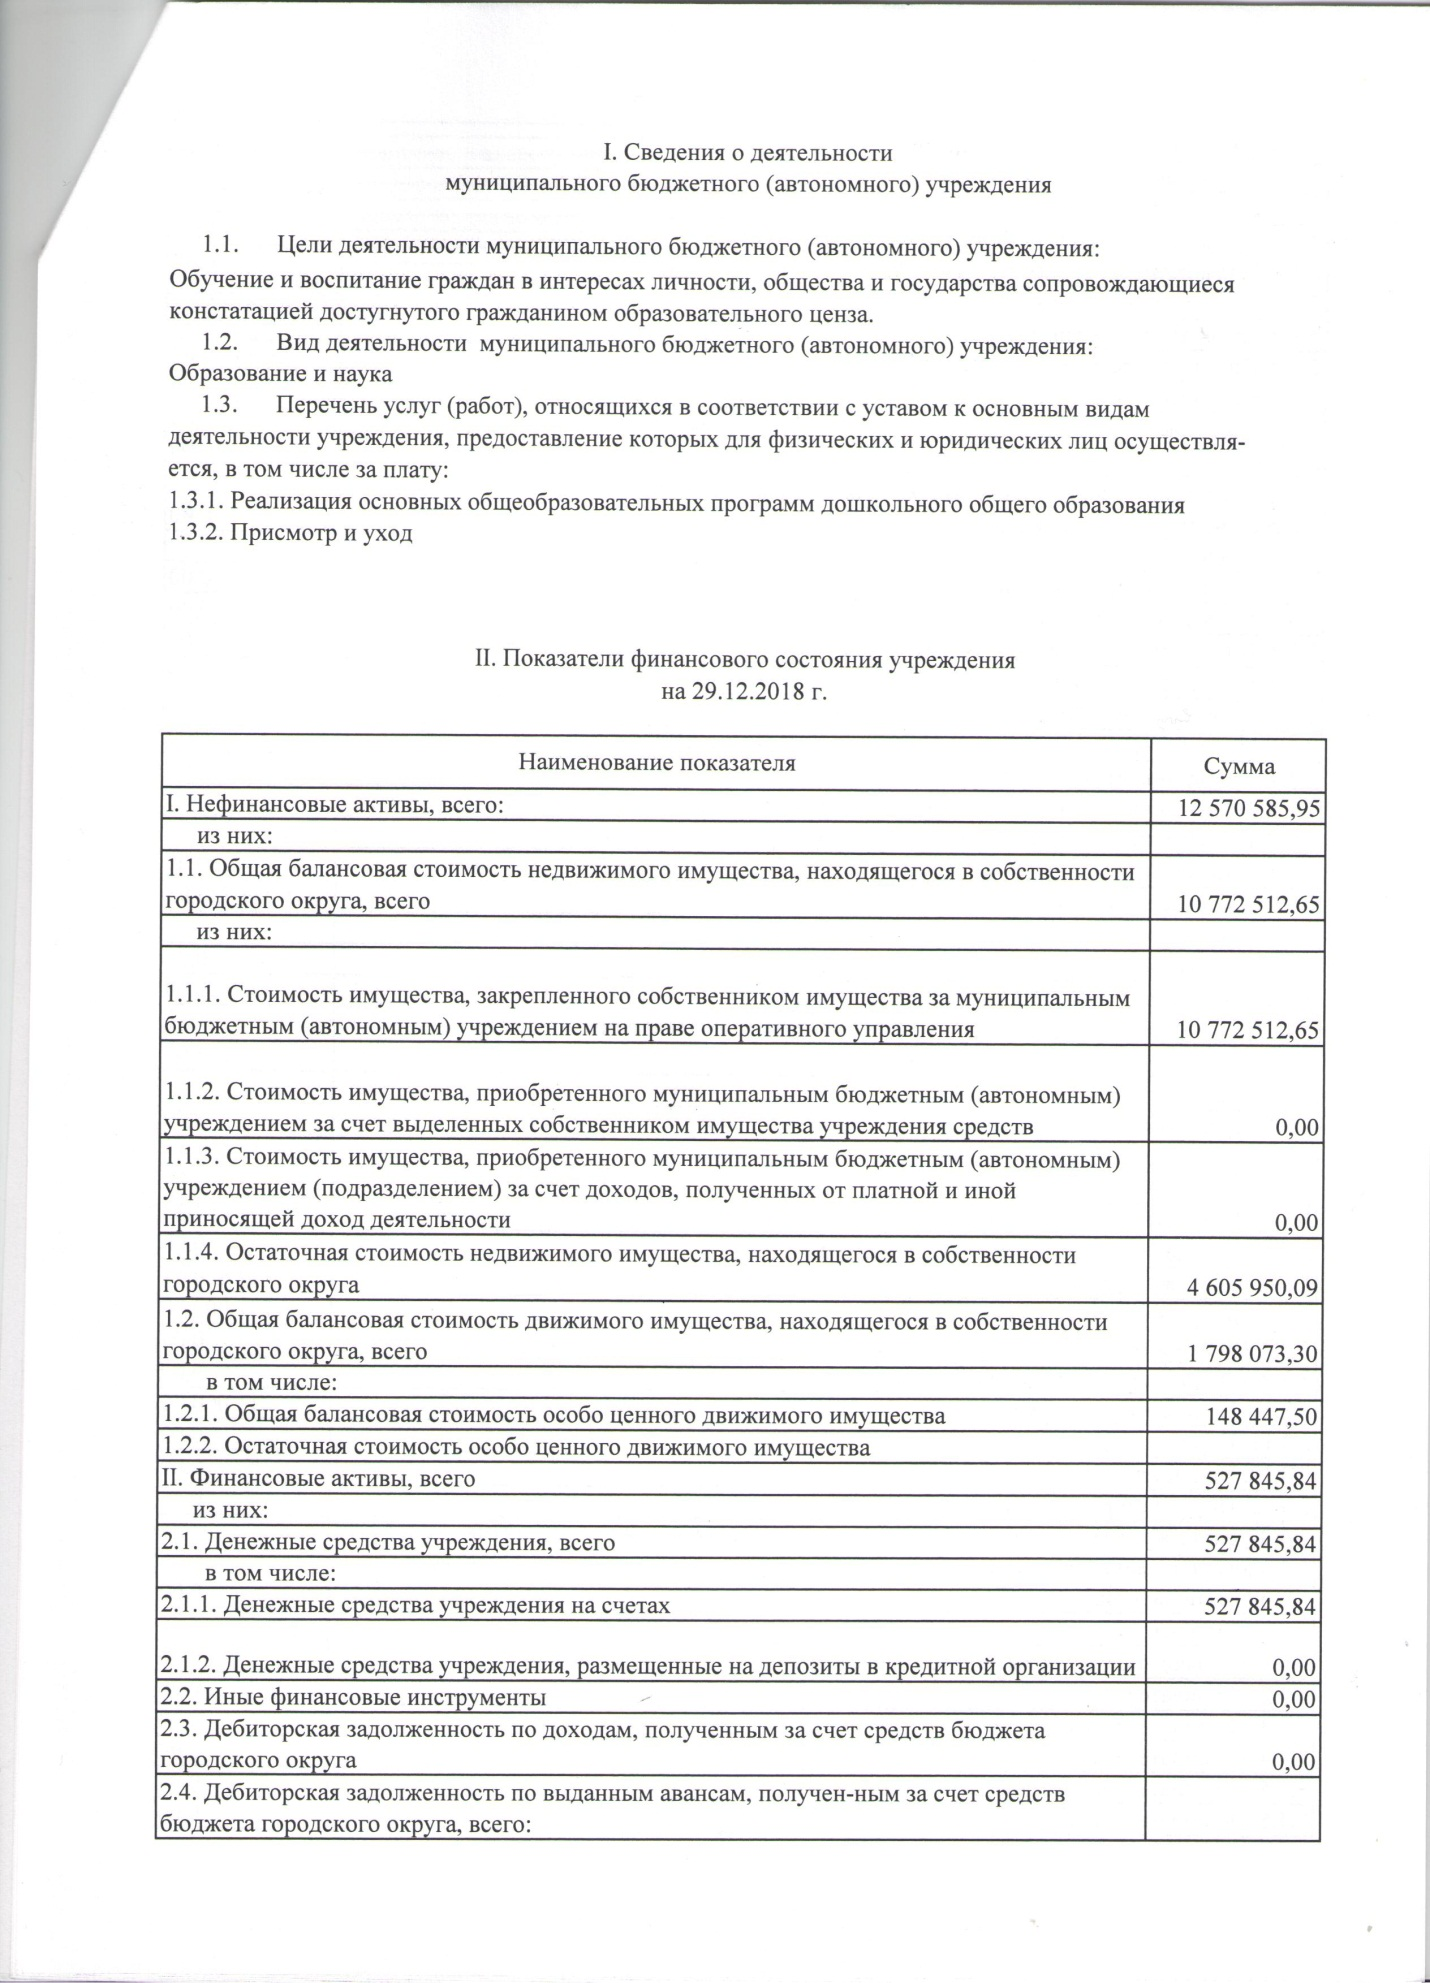 I. Сведения о деятельности
муниципального бюджетного (автономного) учреждения
1.1. Цели деятельности муниципального бюджетного (автономного) учреждения:
Обучение и воспитание граждан в интересах личности, общества и государства сопровождающиеся
констатацией достугнутого гражданином образовательного ценза.
1.2. Вид деятельности муниципального бюджетного (автономного) учреждения:
Образование и наука
1.3. Перечень услуг (работ), относящихся в соответствии с уставом к основным видам
деятельности учреждения, предоставление которых для физических и юридических лиц осуществля-
ется, в том числе за плату:
1.3.1. Реализация основных общеобразовательных программ дошкольного общего образования
1.3.2. Присмотр и уход
II. Показатели финансового состояния учреждения
на 29.12.2018 г.
Наименование показателя Сумма
I. Нефинансовые активы, всего: 12 570 585,95
из них:
1.1. Общая балансовая стоимость недвижимого имущества, находящегося в собственности
городского округа, всего 10 772 512,65
из них:
1.1.1. Стоимость имущества, закрепленного собственником имущества за муниципальным
бюджетным (автономным) учреждением на праве оперативного управления 10 772 512,65
1.1.2. Стоимость имущества, приобретенного муниципальным бюджетным (автономным)
учреждением за счет выделенных собственником имущества учреждения средств 0,00
1.1.3. Стоимость имущества, приобретенного муниципальным бюджетным (автономным)
учреждением (подразделением) за счет доходов, полученных от платной и иной
приносящей доход деятельности 0,00
1.1.4. Остаточная стоимость недвижимого имущества, находящегося в собственности
городского округа 4 605 950,09
1.2. Общая балансовая стоимость движимого имущества, находящегося в собственности
городского округа, всего 1 798 073,30
в том числе:
1.2.1. Общая балансовая стоимость особо ценного движимого имущества 148 447,50
1.2.2. Остаточная стоимость особо ценного движимого имущества
II. Финансовые активы, всего 527 845,84
из них:
2.1. Денежные средства учреждения, всего 527 845,84
в том числе:
2.1.1. Денежные средства учреждения на счетах 527 845,84
2.1.2. Денежные средства учреждения, размещенные на депозиты в кредитной организации 0,00
2.2. Иные финансовые инструменты 0,00
2.3. Дебиторская задолженность по доходам, полученным за счет средств бюджета
городского округа 0,00
2.4. Дебиторская задолженность по выданным авансам, получен-ным за счет средств
бюджета городского округа, всего: